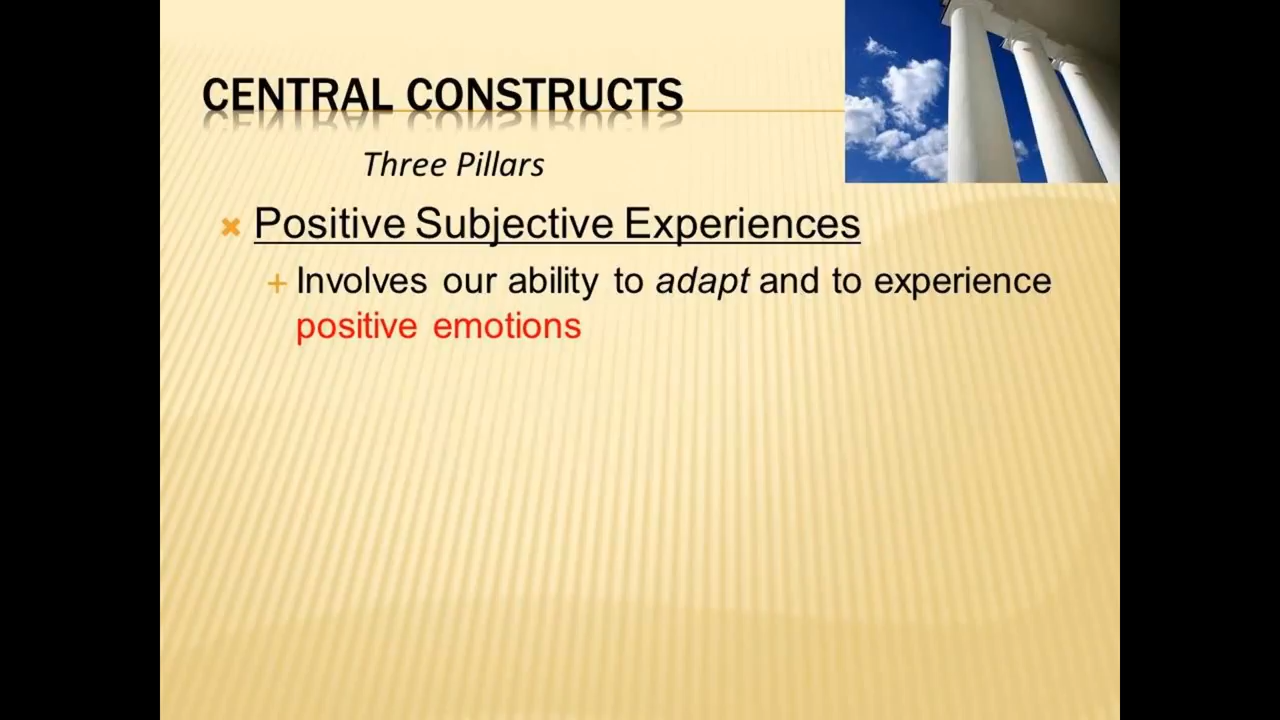 CENTRAL CONSTRUCTS
Three Pillars
Positive Subjective Experiences
Involves our ability to adapt and to experience
positive emotions